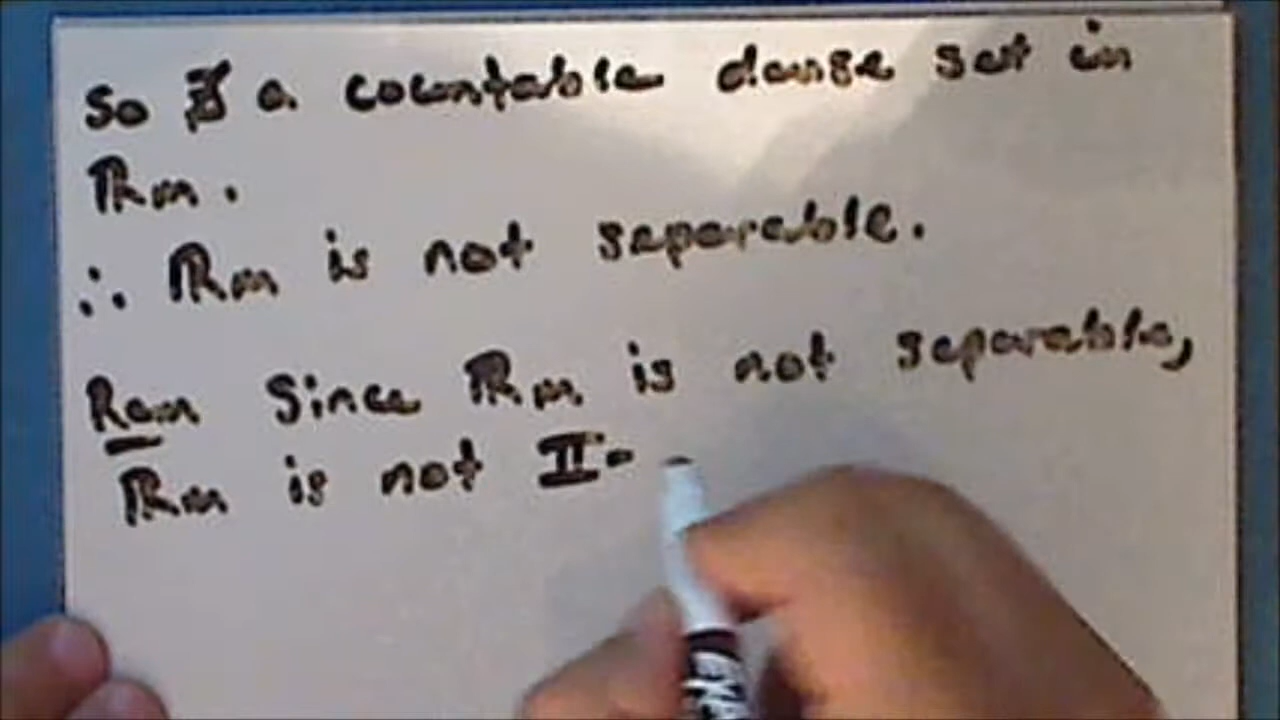 So ∄ a countable dense set in
ℝm.
∴ ℝm is not separable.
Rem Since ℝm is not separable,
ℝm is not II-